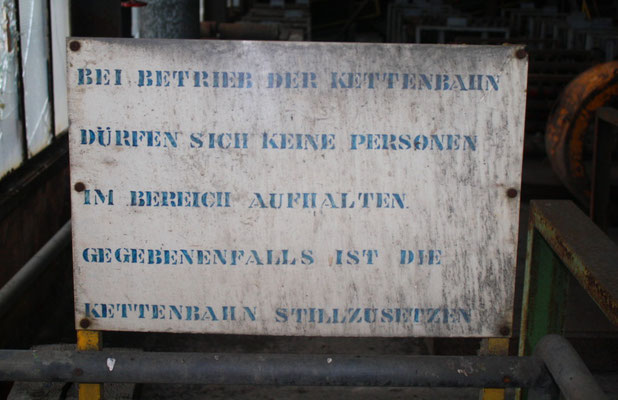 BEI BETRIEB DER KETTENBAHN
DÜRFEN SICH KEINE PERSONEN
IM BEREICH AUFHALTEN.
GEGEBENENFALLS IST DIE
KETTENBAHN STILLZUSETZEN